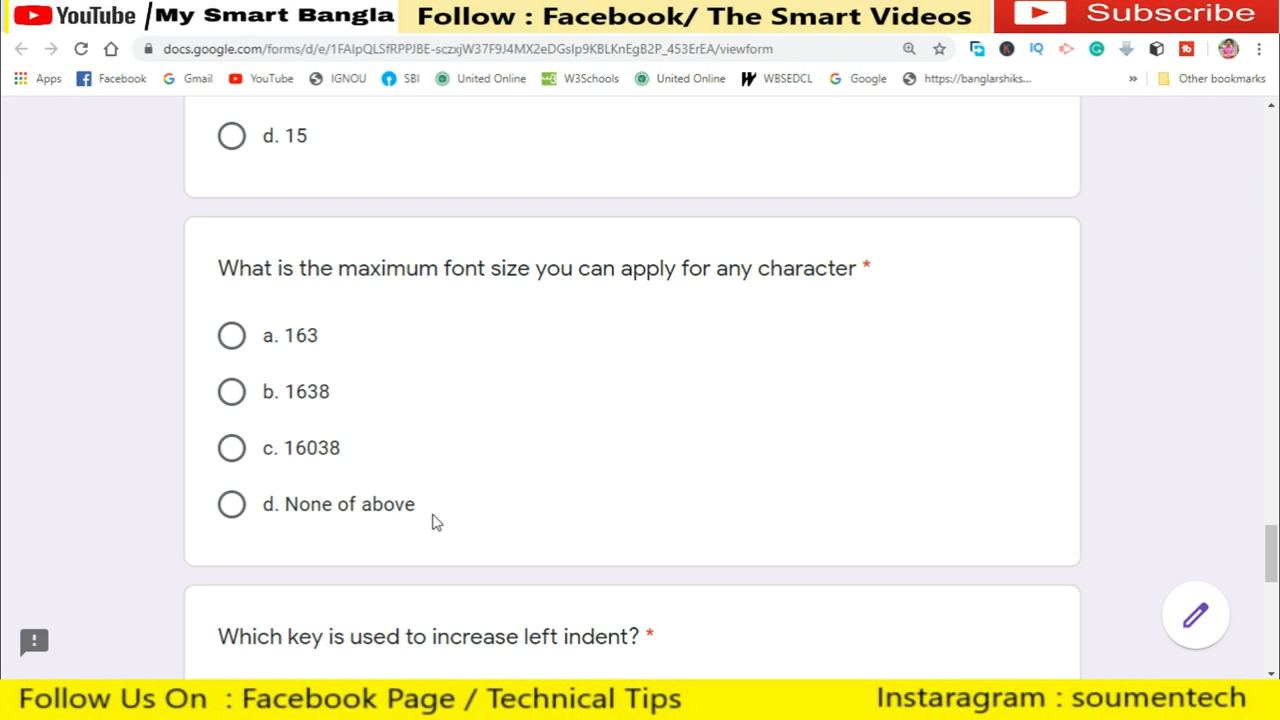 YouTube /My Smart Bangla Follow : Facebook/ The Smart Videos Subscribe
docs.google.com/forms/d/e/1FAIpQLSfRPPJBE-sczxjW37F9J4MX2eDGsIp9KBLKnEgB2P_453ErEA/viewform
Apps Facebook Gmail YouTube IGNOU SBI United Online W3Schools United Online WBSEDCL Google https://banglarshiks... » Other bookmarks
d. 15
What is the maximum font size you can apply for any character *
a. 163
b. 1638
c. 16038
d. None of above
Which key is used to increase left indent? *
Follow Us On : Facebook Page / Technical Tips Instaragram : soumentech